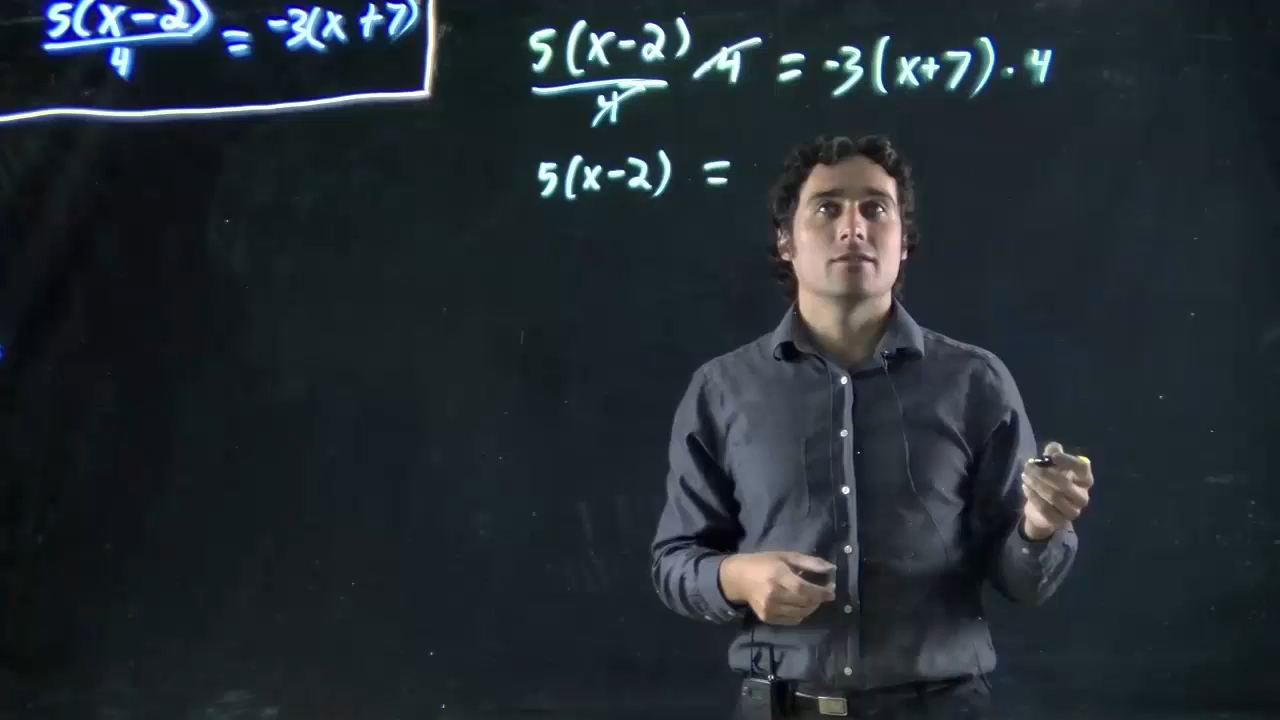 5(x-2)/4 = -3(x+7)
5(x-2)/4 · 4 = -3(x+7) · 4
5(x-2) =